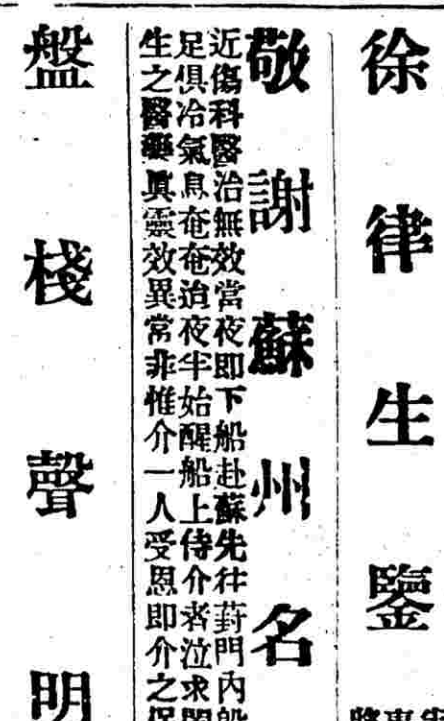 徐律生鑒
敬謝蘇州名
近傷科醫治無效當夜即下船赴蘇先往葑門內
足俱冷氣息奄奄迨夜半始醒船上侍介者泣求
生之醫藥眞靈效異常非惟介一人受恩即介之
盤棧聲明